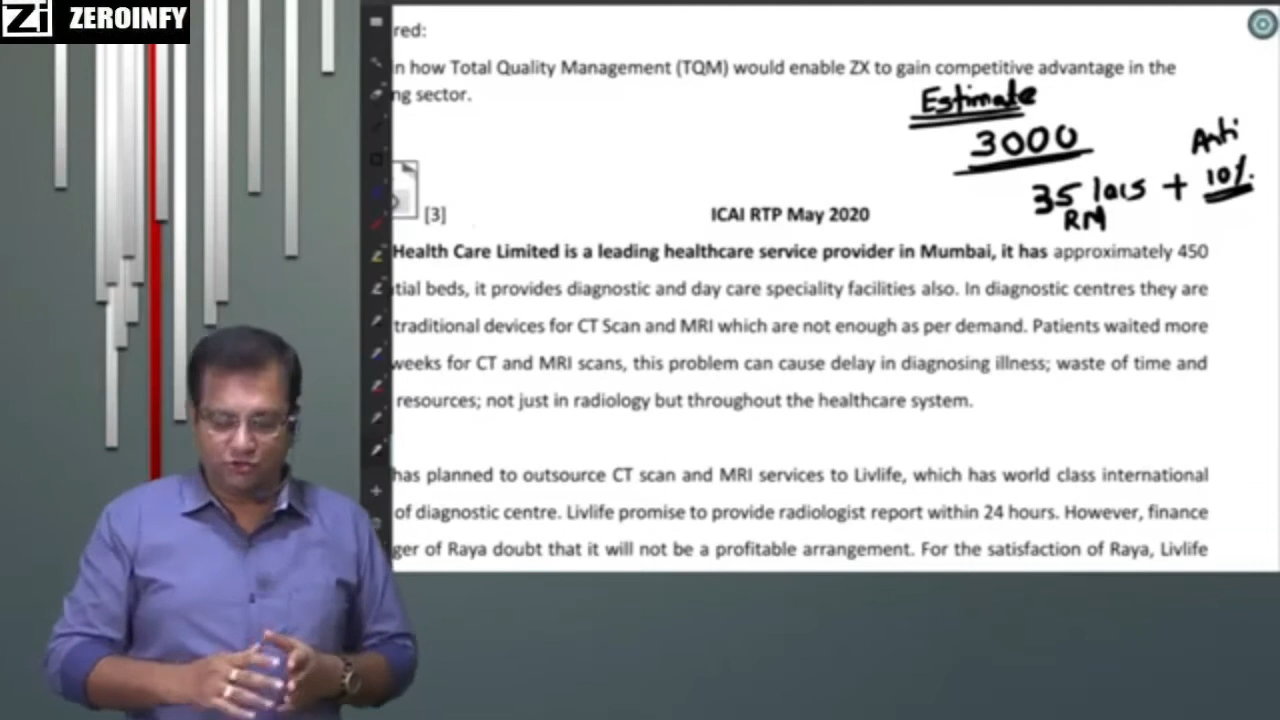 Zi ZEROINFY
red:
n how Total Quality Management (TQM) would enable ZX to gain competitive advantage in the
ng sector.
Estimate
3000
35 lacs + 10%
RM
[3] ICAI RTP May 2020
Health Care Limited is a leading healthcare service provider in Mumbai, it has approximately 450
tial beds, it provides diagnostic and day care speciality facilities also. In diagnostic centres they are
traditional devices for CT Scan and MRI which are not enough as per demand. Patients waited more
weeks for CT and MRI scans, this problem can cause delay in diagnosing illness; waste of time and
resources; not just in radiology but throughout the healthcare system.
has planned to outsource CT scan and MRI services to Livlife, which has world class international
of diagnostic centre. Livlife promise to provide radiologist report within 24 hours. However, finance
ger of Raya doubt that it will not be a profitable arrangement. For the satisfaction of Raya, Livlife